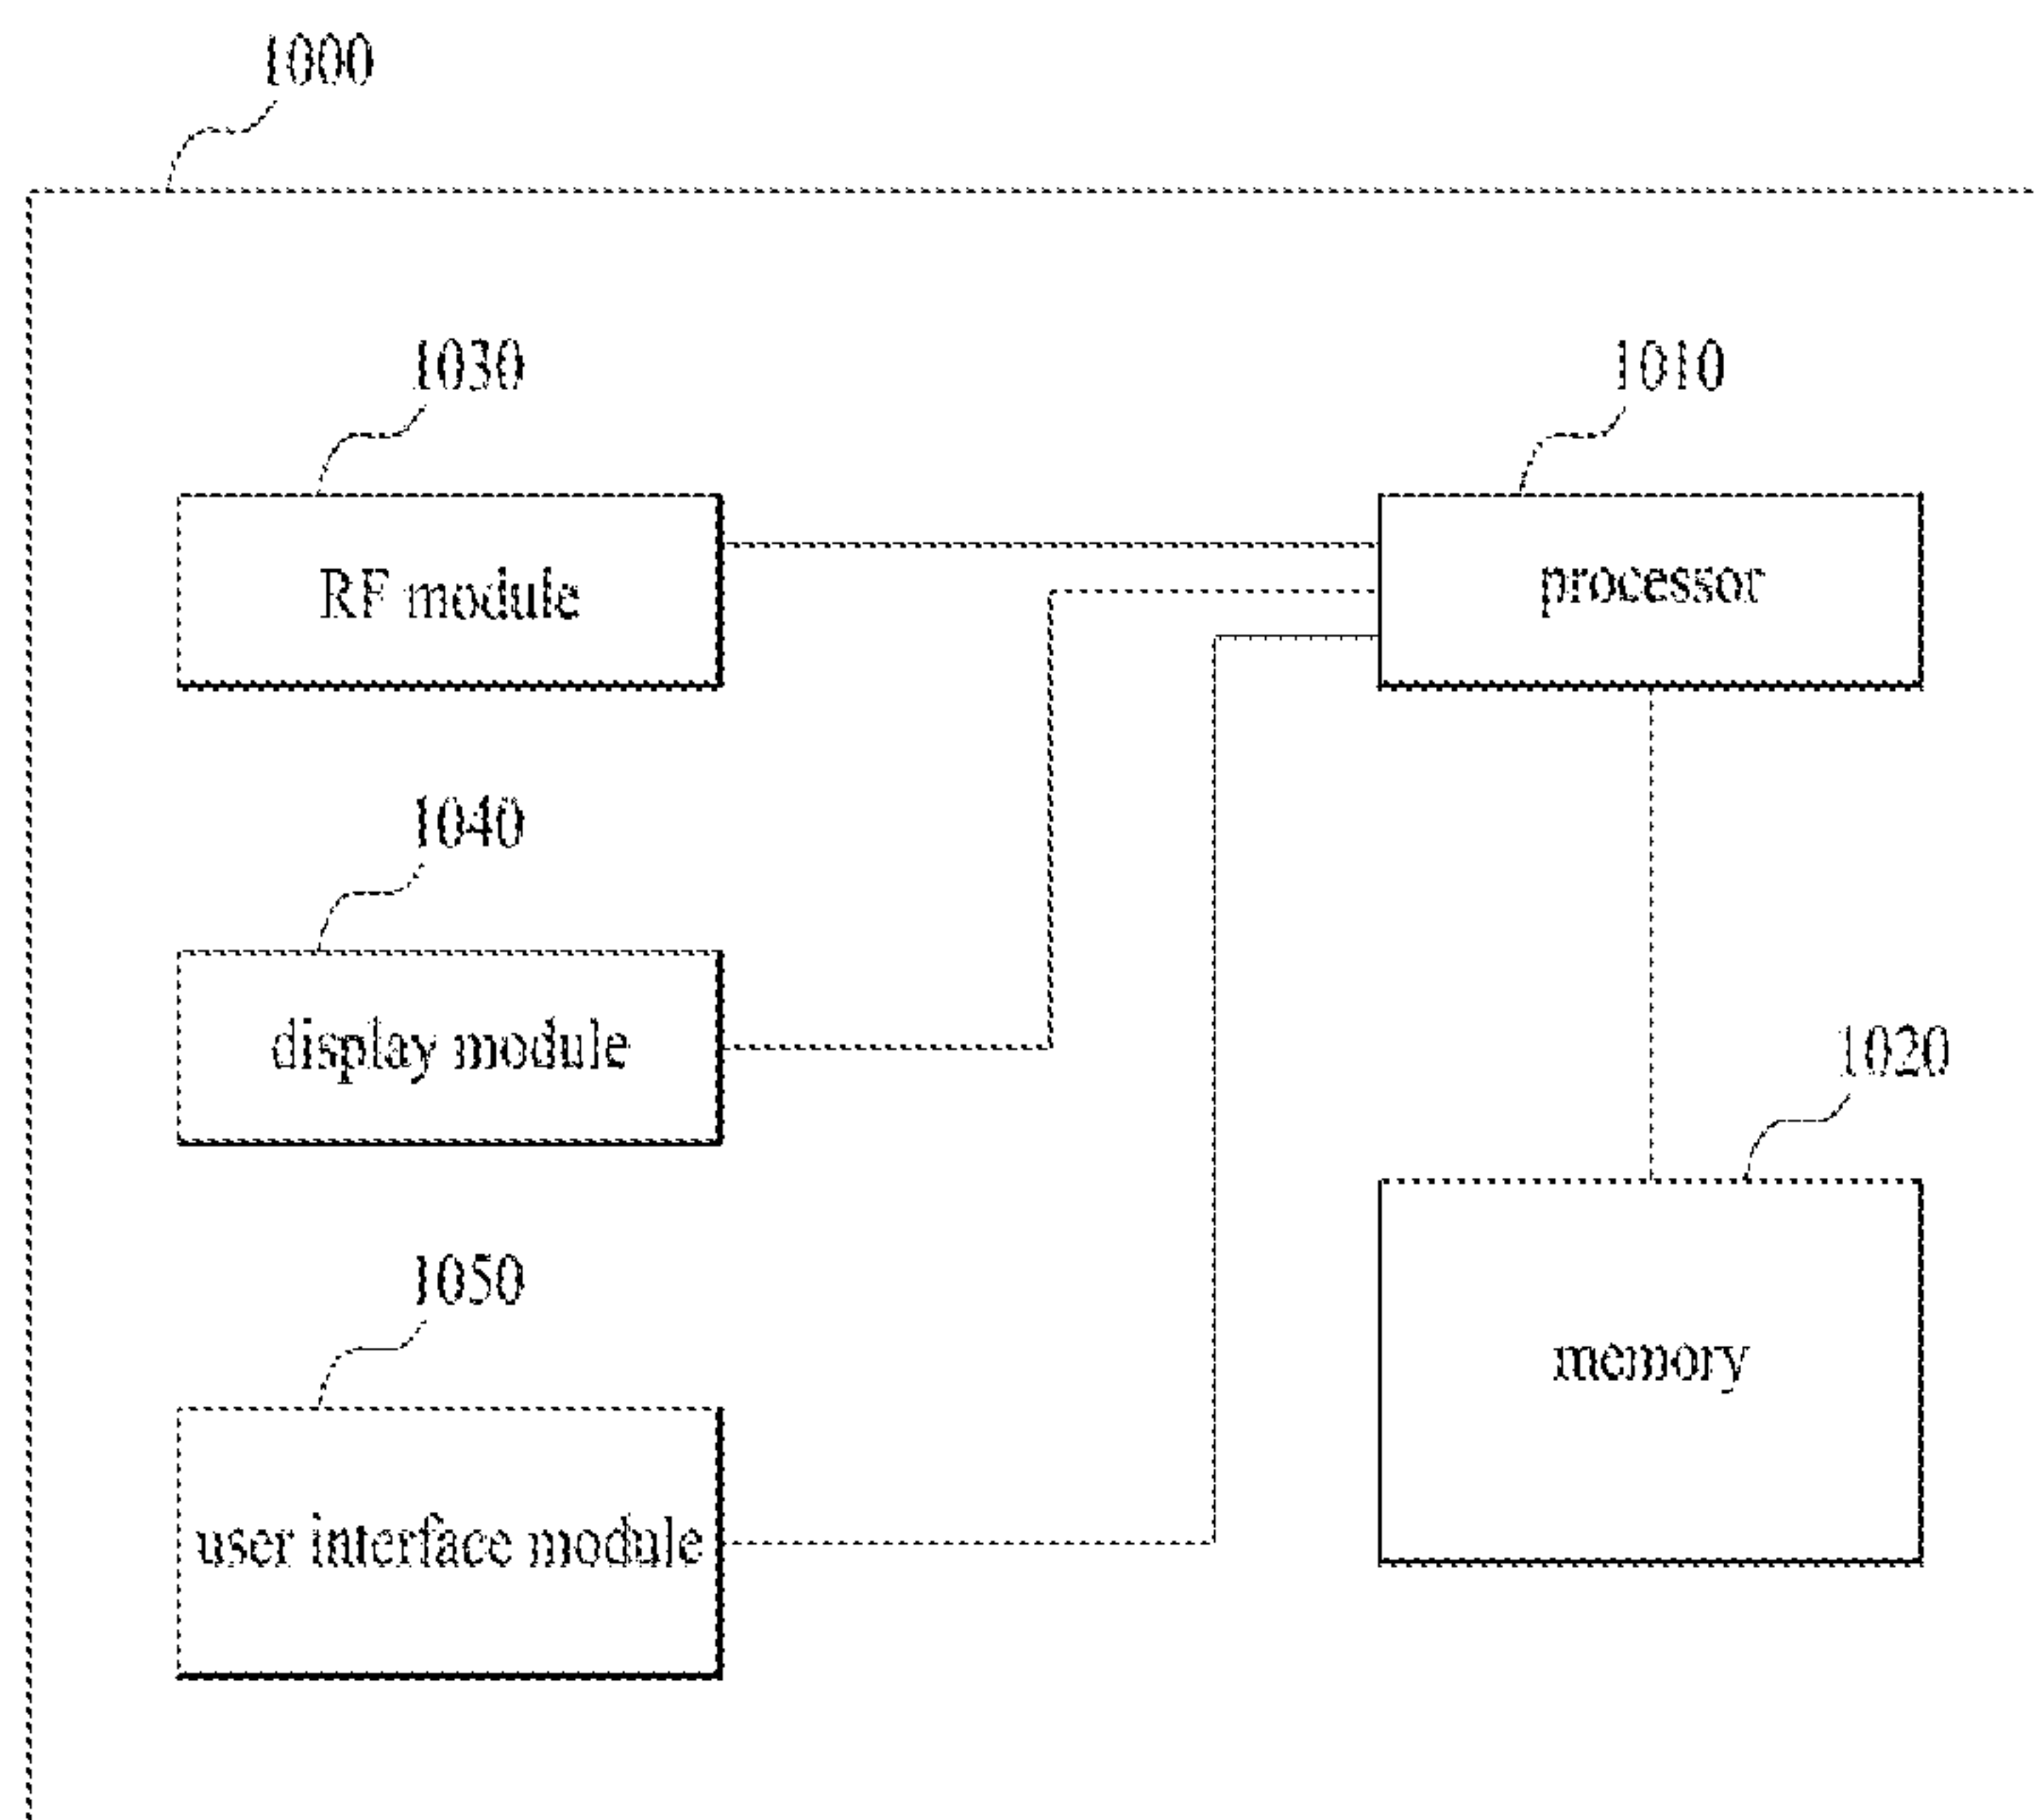 1000
1030
1010
RF module
processor
1040
display module
1020
1050
memory
user interface module